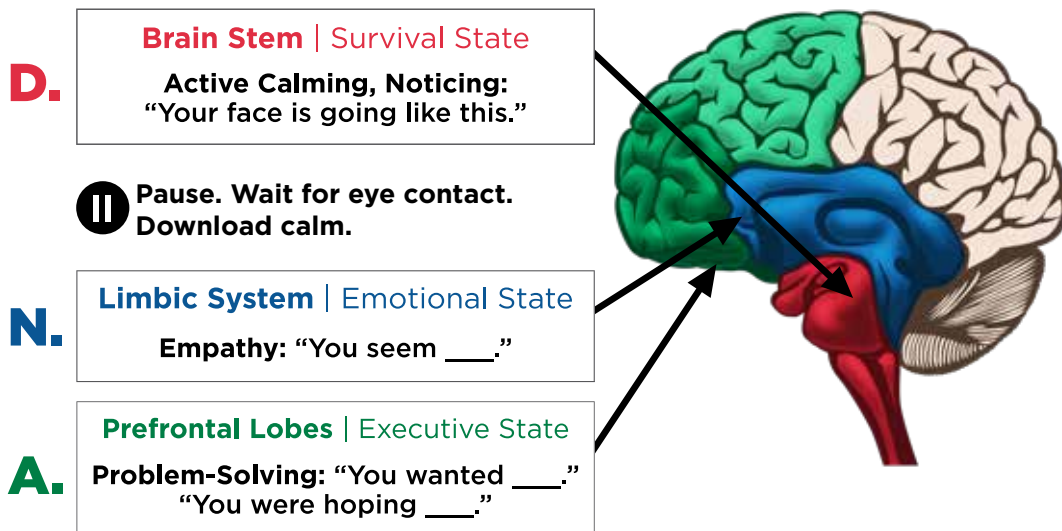 D.
Brain Stem | Survival State
Active Calming, Noticing:
“Your face is going like this.”
Pause. Wait for eye contact.
Download calm.
N.
Limbic System | Emotional State
Empathy: “You seem ___.”
A.
Prefrontal Lobes | Executive State
Problem-Solving: “You wanted ___.”
“You were hoping ___.”